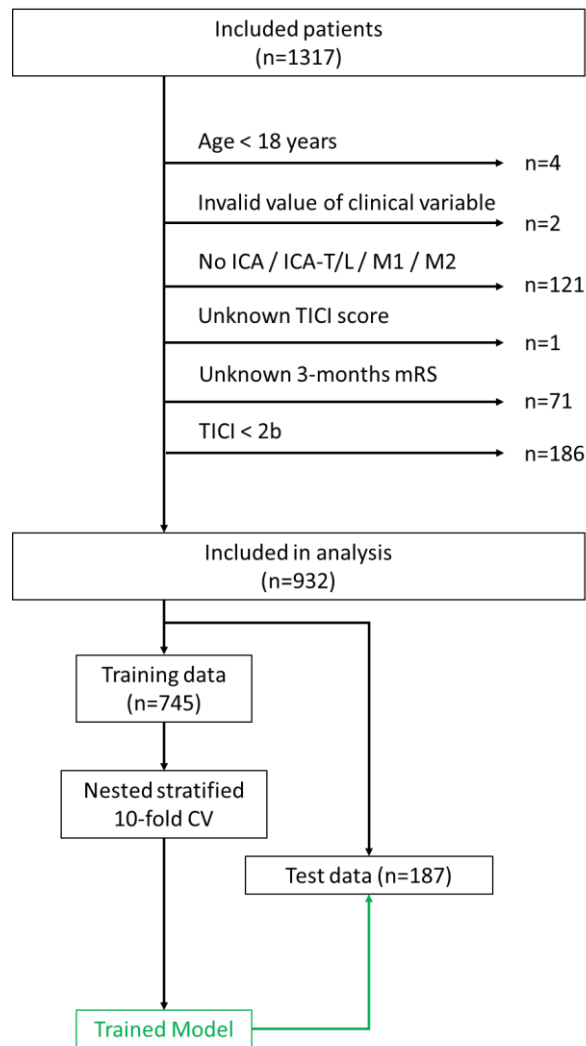 Included patients
(n=1317)
Age < 18 years
n=4
Invalid value of clinical variable
n=2
No ICA / ICA-T/L / M1 / M2
n=121
Unknown TICI score
n=1
Unknown 3-months mRS
n=71
TICI < 2b
n=186
Included in analysis
(n=932)
Training data
(n=745)
Nested stratified
10-fold CV
Test data (n=187)
Trained Model